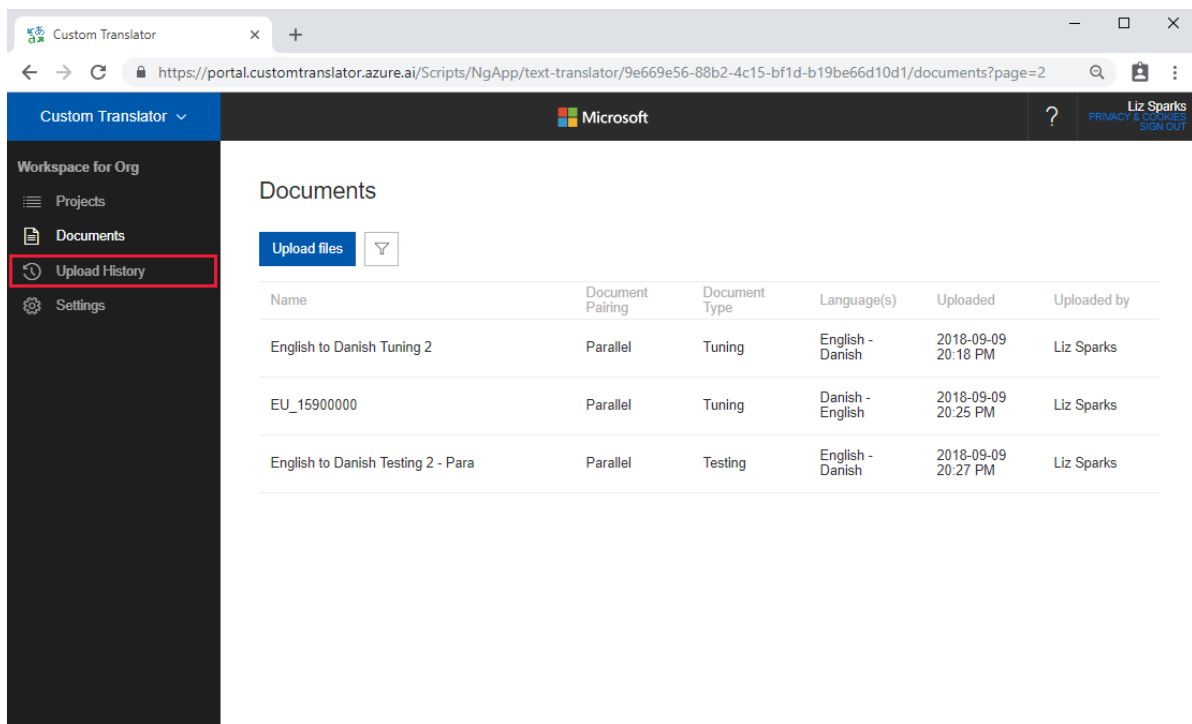 Custom Translator
https://portal.customtranslator.azure.ai/Scripts/NgApp/text-translator/9e669e56-88b2-4c15-bf1d-b19be66d10d1/documents?page=2
Custom Translator
Microsoft
?
Liz Sparks
PRIVACY & COOKIES
SIGN OUT
Workspace for Org
Projects
Documents
Upload History
Settings
Documents
Upload files
Name Document Pairing Document Type Language(s) Uploaded Uploaded by
English to Danish Tuning 2 Parallel Tuning English - Danish 2018-09-09 20:18 PM Liz Sparks
EU_15900000 Parallel Tuning Danish - English 2018-09-09 20:25 PM Liz Sparks
English to Danish Testing 2 - Para Parallel Testing English - Danish 2018-09-09 20:27 PM Liz Sparks